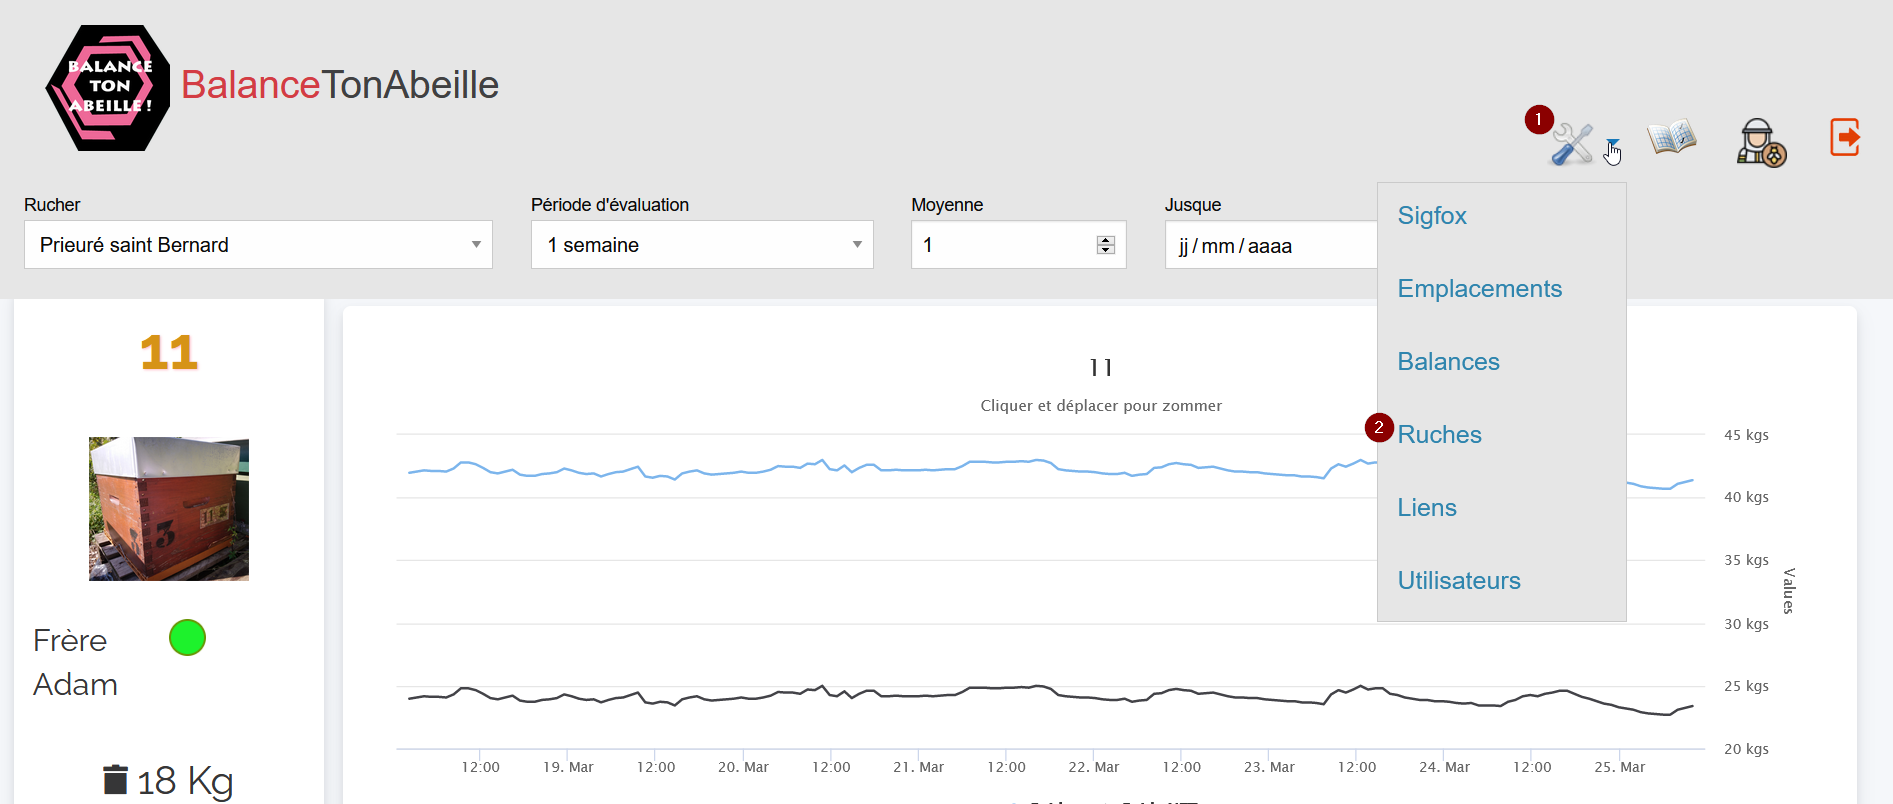 BALANCE
TON
ABEILLE!
BalanceTonAbeille
1
Rucher
Période d'évaluation
Moyenne
Jusque
Prieuré saint Bernard
1 semaine
1
jj/mm/aaaa
Sigfox
Emplacements
Balances
2
Ruches
Liens
Utilisateurs
11
3
Frère
Adam
18 Kg
11
Cliquer et déplacer pour zommer
45 kgs
40 kgs
35 kgs
30 kgs
25 kgs
20 kgs
Values
12:00 19. Mar 12:00 20. Mar 12:00 21. Mar 12:00 22. Mar 12:00 23. Mar 12:00 24. Mar 12:00 25. Mar